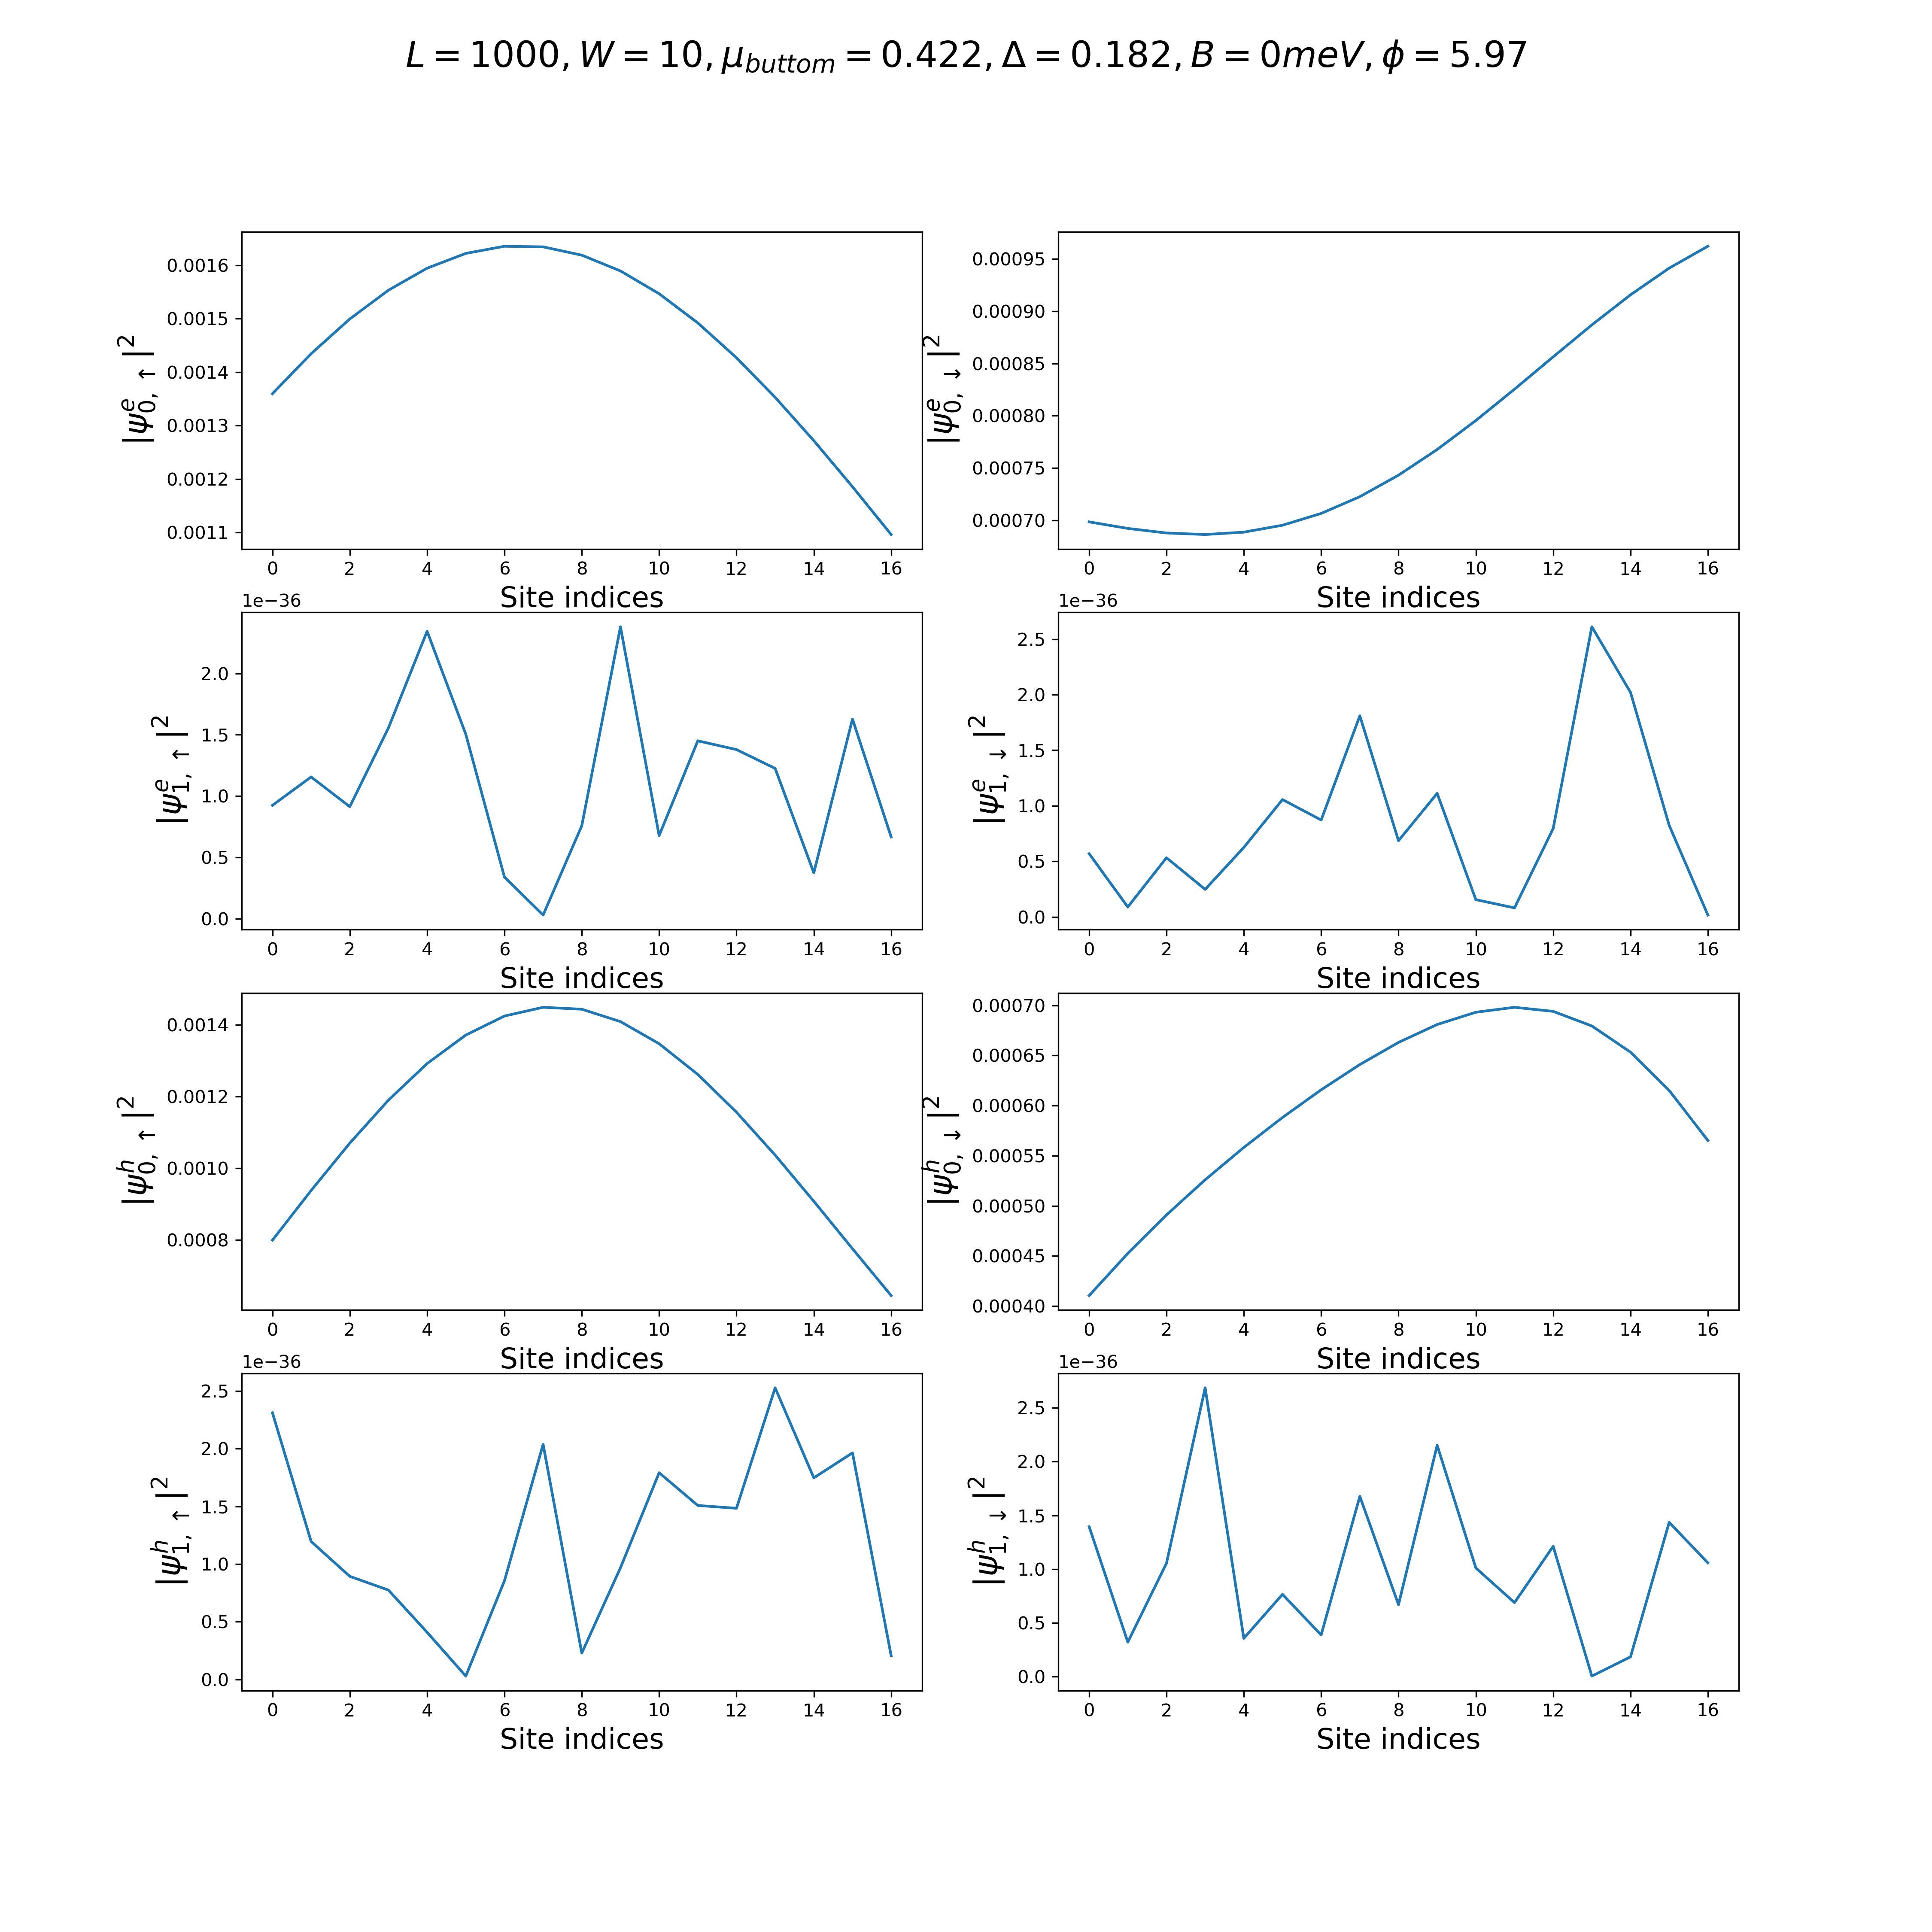 L = 1000, W = 10, μ_buttom = 0.422, Δ = 0.182, B = 0meV, ϕ = 5.97
|ψ^e_{0, ↑}|^2
0.0016
0.0015
0.0014
0.0013
0.0012
0.0011
0 2 4 6 8 10 12 14 16
Site indices
|ψ^e_{0, ↓}|^2
0.00095
0.00090
0.00085
0.00080
0.00075
0.00070
0 2 4 6 8 10 12 14 16
Site indices
1e−36
|ψ^e_{1, ↑}|^2
2.0
1.5
1.0
0.5
0.0
0 2 4 6 8 10 12 14 16
Site indices
1e−36
|ψ^e_{1, ↓}|^2
2.5
2.0
1.5
1.0
0.5
0.0
0 2 4 6 8 10 12 14 16
Site indices
|ψ^h_{0, ↑}|^2
0.0014
0.0012
0.0010
0.0008
0 2 4 6 8 10 12 14 16
Site indices
|ψ^h_{0, ↓}|^2
0.00070
0.00065
0.00060
0.00055
0.00050
0.00045
0.00040
0 2 4 6 8 10 12 14 16
Site indices
1e−36
|ψ^h_{1, ↑}|^2
2.5
2.0
1.5
1.0
0.5
0.0
0 2 4 6 8 10 12 14 16
Site indices
1e−36
|ψ^h_{1, ↓}|^2
2.5
2.0
1.5
1.0
0.5
0.0
0 2 4 6 8 10 12 14 16
Site indices